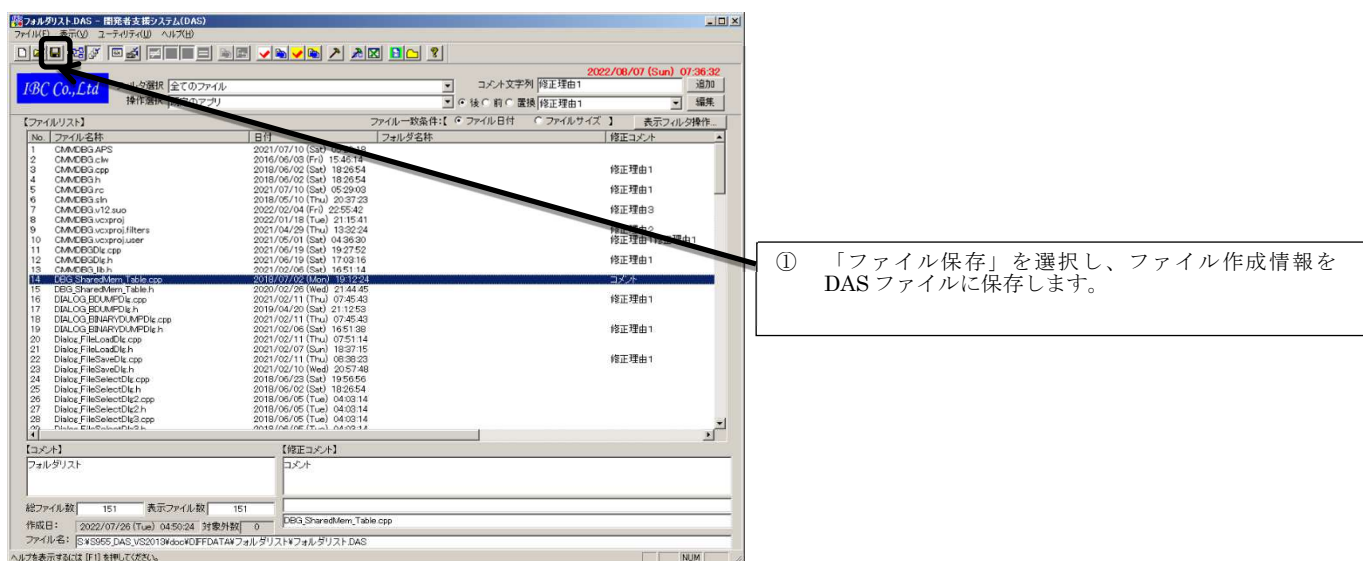 フォルダリスト.DAS - 開発者支援システム(DAS)
ファイル(F) 表示(V) ユーティリティ(U) ヘルプ(H)
2022/08/07 (Sun) 07:36:32
IBC Co.,Ltd
フォルダ選択 全てのファイル コメント文字列 修正理由1 追加
操作選択 既定のアプリ 後 前 置換 修正理由1 編集
【ファイルリスト】 ファイル一致条件:【 ファイル日付 ファイルサイズ 】 表示フィルタ操作...
No. ファイル名称 日付 フォルダ名称 修正コメント
1 CMMDBG.APS 2021/07/10 (Sat)
2 CMMDBG.clw 2016/06/03 (Fri) 15:46:14
3 CMMDBG.cpp 2018/06/02 (Sat) 18:26:54 修正理由1
4 CMMDBG.h 2018/06/02 (Sat) 18:26:54
5 CMMDBG.rc 2021/07/10 (Sat) 05:29:03 修正理由1
6 CMMDBG.sln 2018/05/10 (Thu) 20:37:23
7 CMMDBG.v12.suo 2022/02/04 (Fri) 22:55:42 修正理由3
8 CMMDBG.vcxproj 2022/01/18 (Tue) 21:15:41
9 CMMDBG.vcxproj.filters 2021/04/29 (Thu) 13:32:24 修正理由2
10 CMMDBG.vcxproj.user 2021/05/01 (Sat) 04:36:30 修正理由1修正理由1
11 CMMDBGDlg.cpp 2021/06/19 (Sat) 19:27:52
12 CMMDBGDlg.h 2021/06/19 (Sat) 17:03:16 修正理由1
13 CMMDBG_lib.h 2021/02/06 (Sat) 16:51:14
14 DBG_SharedMem_Table.cpp 2018/07/02 (Mon) 19:12:24 コメント
15 DBG_SharedMem_Table.h 2020/02/26 (Wed) 21:44:45
16 DIALOG_BDUMPDlg.cpp 2021/02/11 (Thu) 07:45:43 修正理由1
17 DIALOG_BDUMPDlg.h 2019/04/20 (Sat) 21:12:53
18 DIALOG_BINARYDUMPDlg.cpp 2021/02/11 (Thu) 07:45:43
19 DIALOG_BINARYDUMPDlg.h 2021/02/06 (Sat) 16:51:38 修正理由1
20 Dialog_FileLoadDlg.cpp 2021/02/11 (Thu) 07:51:14
21 Dialog_FileLoadDlg.h 2021/02/07 (Sun) 18:37:15
22 Dialog_FileSaveDlg.cpp 2021/02/11 (Thu) 08:38:23 修正理由1
23 Dialog_FileSaveDlg.h 2021/02/10 (Wed) 20:57:48
24 Dialog_FileSelectDlg.cpp 2018/06/23 (Sat) 19:56:56
25 Dialog_FileSelectDlg.h 2018/06/02 (Sat) 18:26:54
26 Dialog_FileSelectDlg2.cpp 2018/06/05 (Tue) 04:03:14
27 Dialog_FileSelectDlg2.h 2018/06/05 (Tue) 04:03:14
28 Dialog_FileSelectDlg3.cpp 2018/06/05 (Tue) 04:03:14
29 Dialog_FileSelectDlg3.h 2018/06/05 (Tue) 04:03:14
【コメント】 【修正コメント】
フォルダリスト コメント
総ファイル数 151 表示ファイル数 151
作成日: 2022/07/26 (Tue) 04:50:24 対象外数 0 DBG_SharedMem_Table.cpp
ファイル名: S:¥S955_DAS_VS2013¥doc¥DIFFDATA¥フォルダリスト¥フォルダリスト.DAS
ヘルプを表示するには [F1] を押してください。 NUM
① 「ファイル保存」を選択し、ファイル作成情報を
DAS ファイルに保存します。